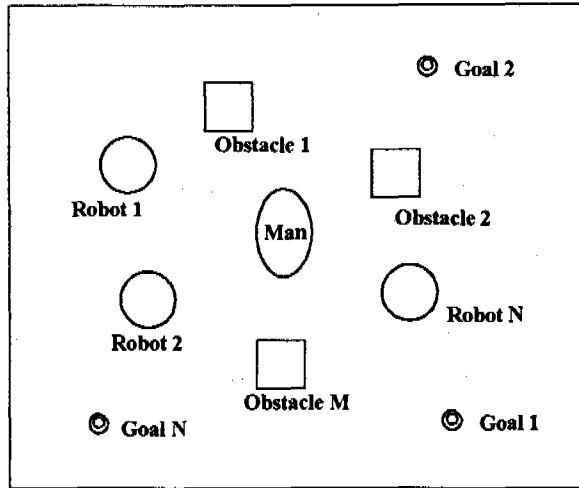 Goal 2
Obstacle 1
Robot 1
Obstacle 2
Man
Robot N
Robot 2
Obstacle M
Goal N
Goal 1